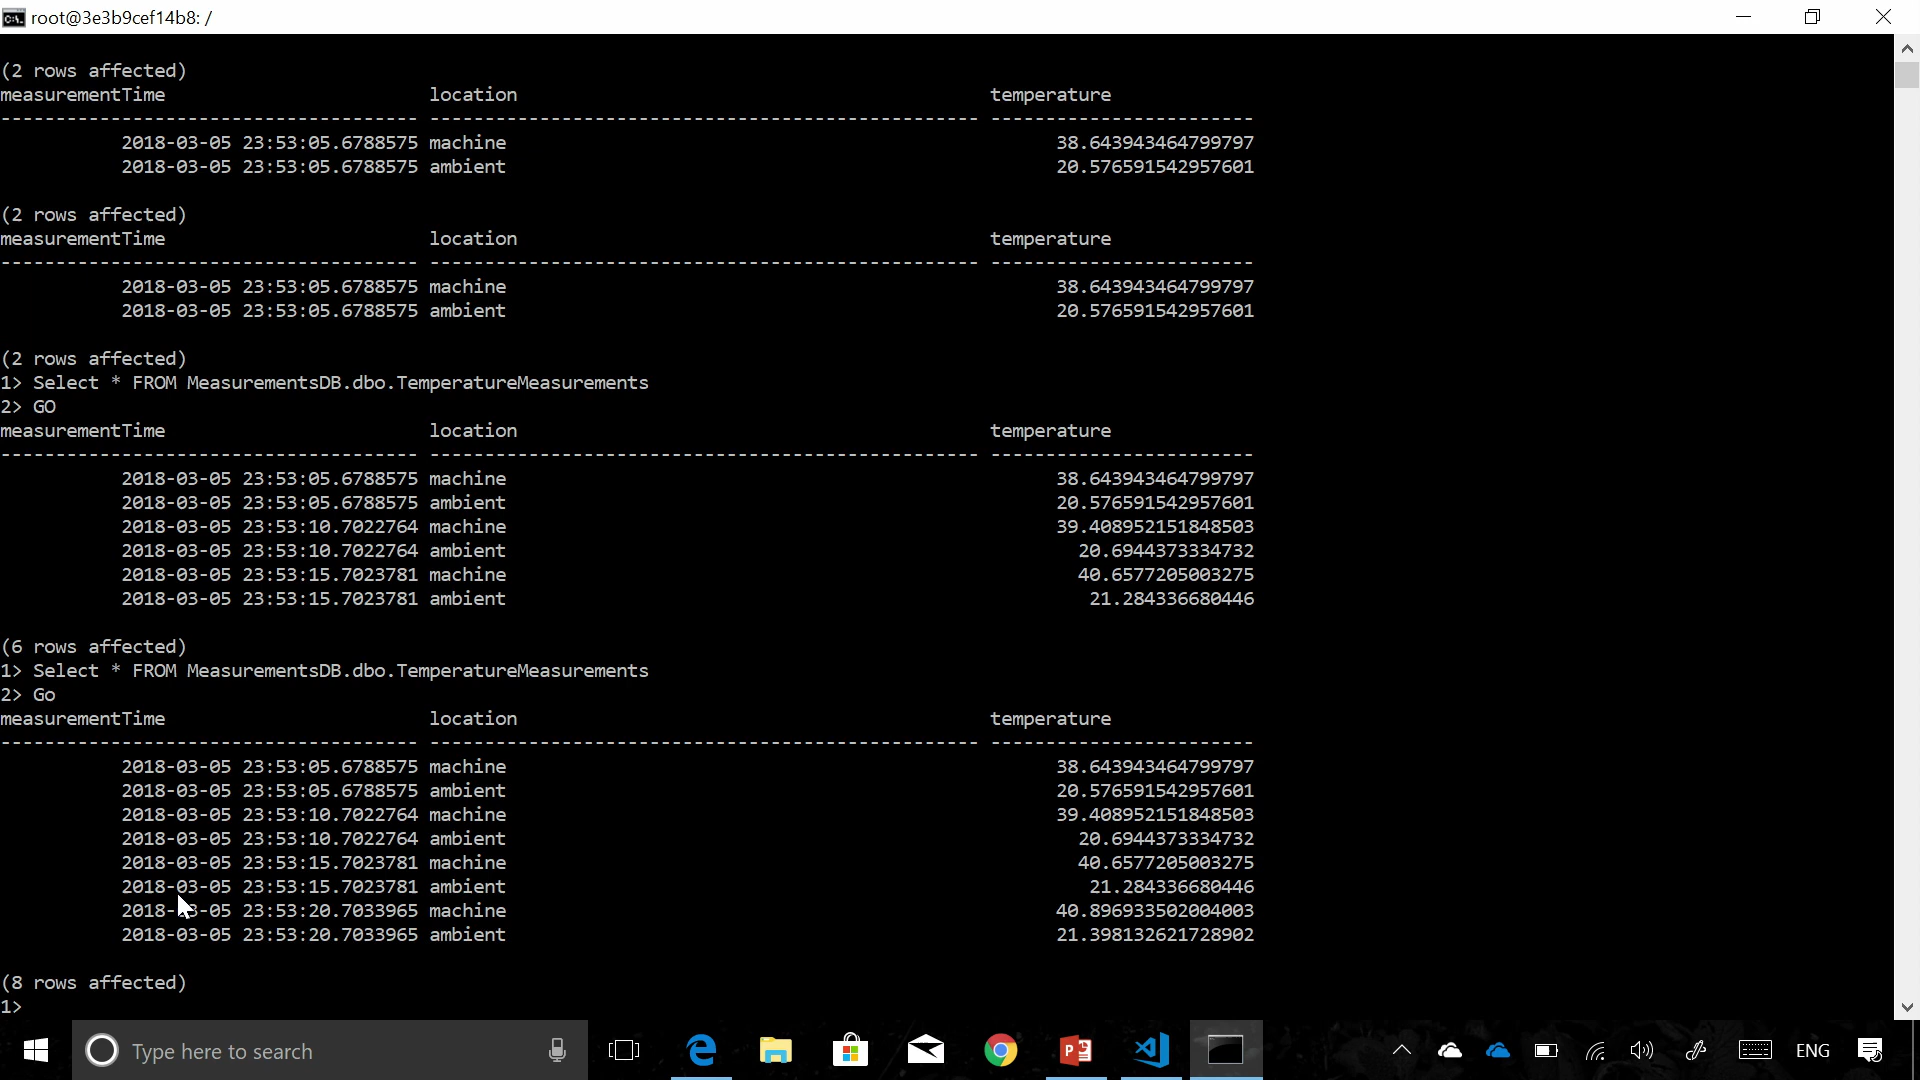 root@3e3b9cef14b8: /
(2 rows affected)
measurementTime location temperature
-------------------------------------- -------------------------------------------------- ------------------------
2018-03-05 23:53:05.6788575 machine 38.643943464799797
2018-03-05 23:53:05.6788575 ambient 20.576591542957601
(2 rows affected)
measurementTime location temperature
-------------------------------------- -------------------------------------------------- ------------------------
2018-03-05 23:53:05.6788575 machine 38.643943464799797
2018-03-05 23:53:05.6788575 ambient 20.576591542957601
(2 rows affected)
1> Select * FROM MeasurementsDB.dbo.TemperatureMeasurements
2> GO
measurementTime location temperature
-------------------------------------- -------------------------------------------------- ------------------------
2018-03-05 23:53:05.6788575 machine 38.643943464799797
2018-03-05 23:53:05.6788575 ambient 20.576591542957601
2018-03-05 23:53:10.7022764 machine 39.408952151848503
2018-03-05 23:53:10.7022764 ambient 20.6944373334732
2018-03-05 23:53:15.7023781 machine 40.6577205003275
2018-03-05 23:53:15.7023781 ambient 21.284336680446
(6 rows affected)
1> Select * FROM MeasurementsDB.dbo.TemperatureMeasurements
2> Go
measurementTime location temperature
-------------------------------------- -------------------------------------------------- ------------------------
2018-03-05 23:53:05.6788575 machine 38.643943464799797
2018-03-05 23:53:05.6788575 ambient 20.576591542957601
2018-03-05 23:53:10.7022764 machine 39.408952151848503
2018-03-05 23:53:10.7022764 ambient 20.6944373334732
2018-03-05 23:53:15.7023781 machine 40.6577205003275
2018-03-05 23:53:15.7023781 ambient 21.284336680446
2018-03-05 23:53:20.7033965 machine 40.896933502004003
2018-03-05 23:53:20.7033965 ambient 21.398132621728902
(8 rows affected)
1>
Type here to search ENG